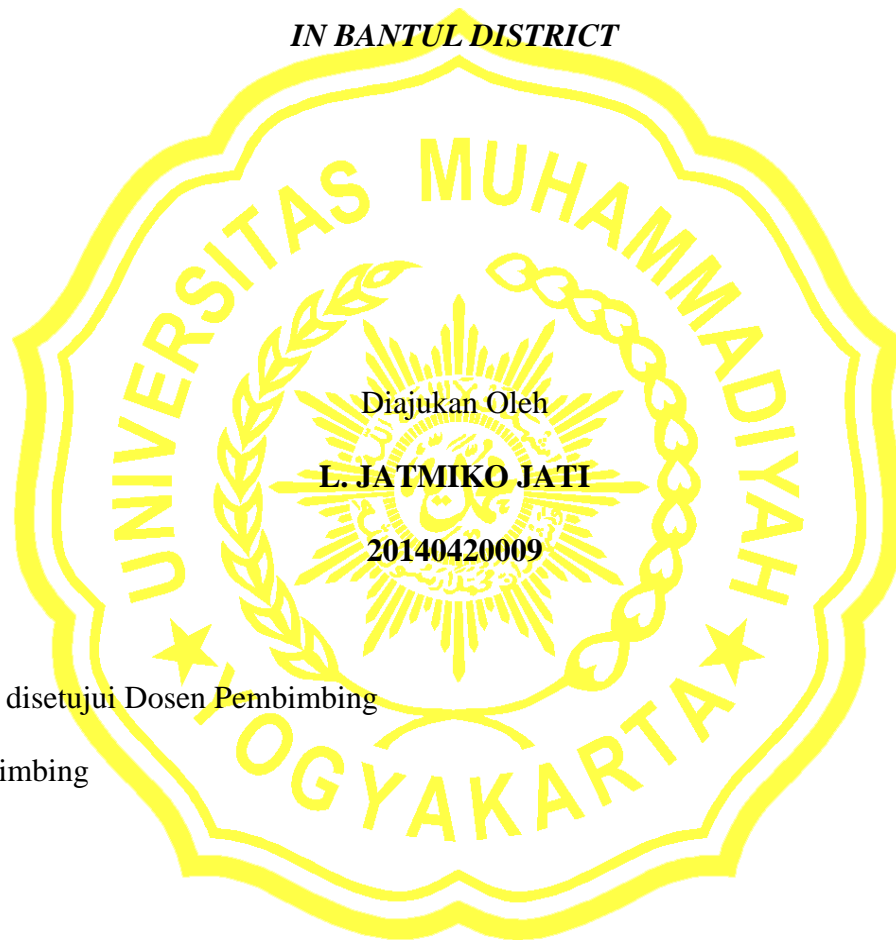 IN BANTUL DISTRICT
UNIVERSITAS MUHAMMADIYAH
YOGYAKARTA
Diajukan Oleh
L. JATMIKO JATI
20140420009
disetujui Dosen Pembimbing
imbing